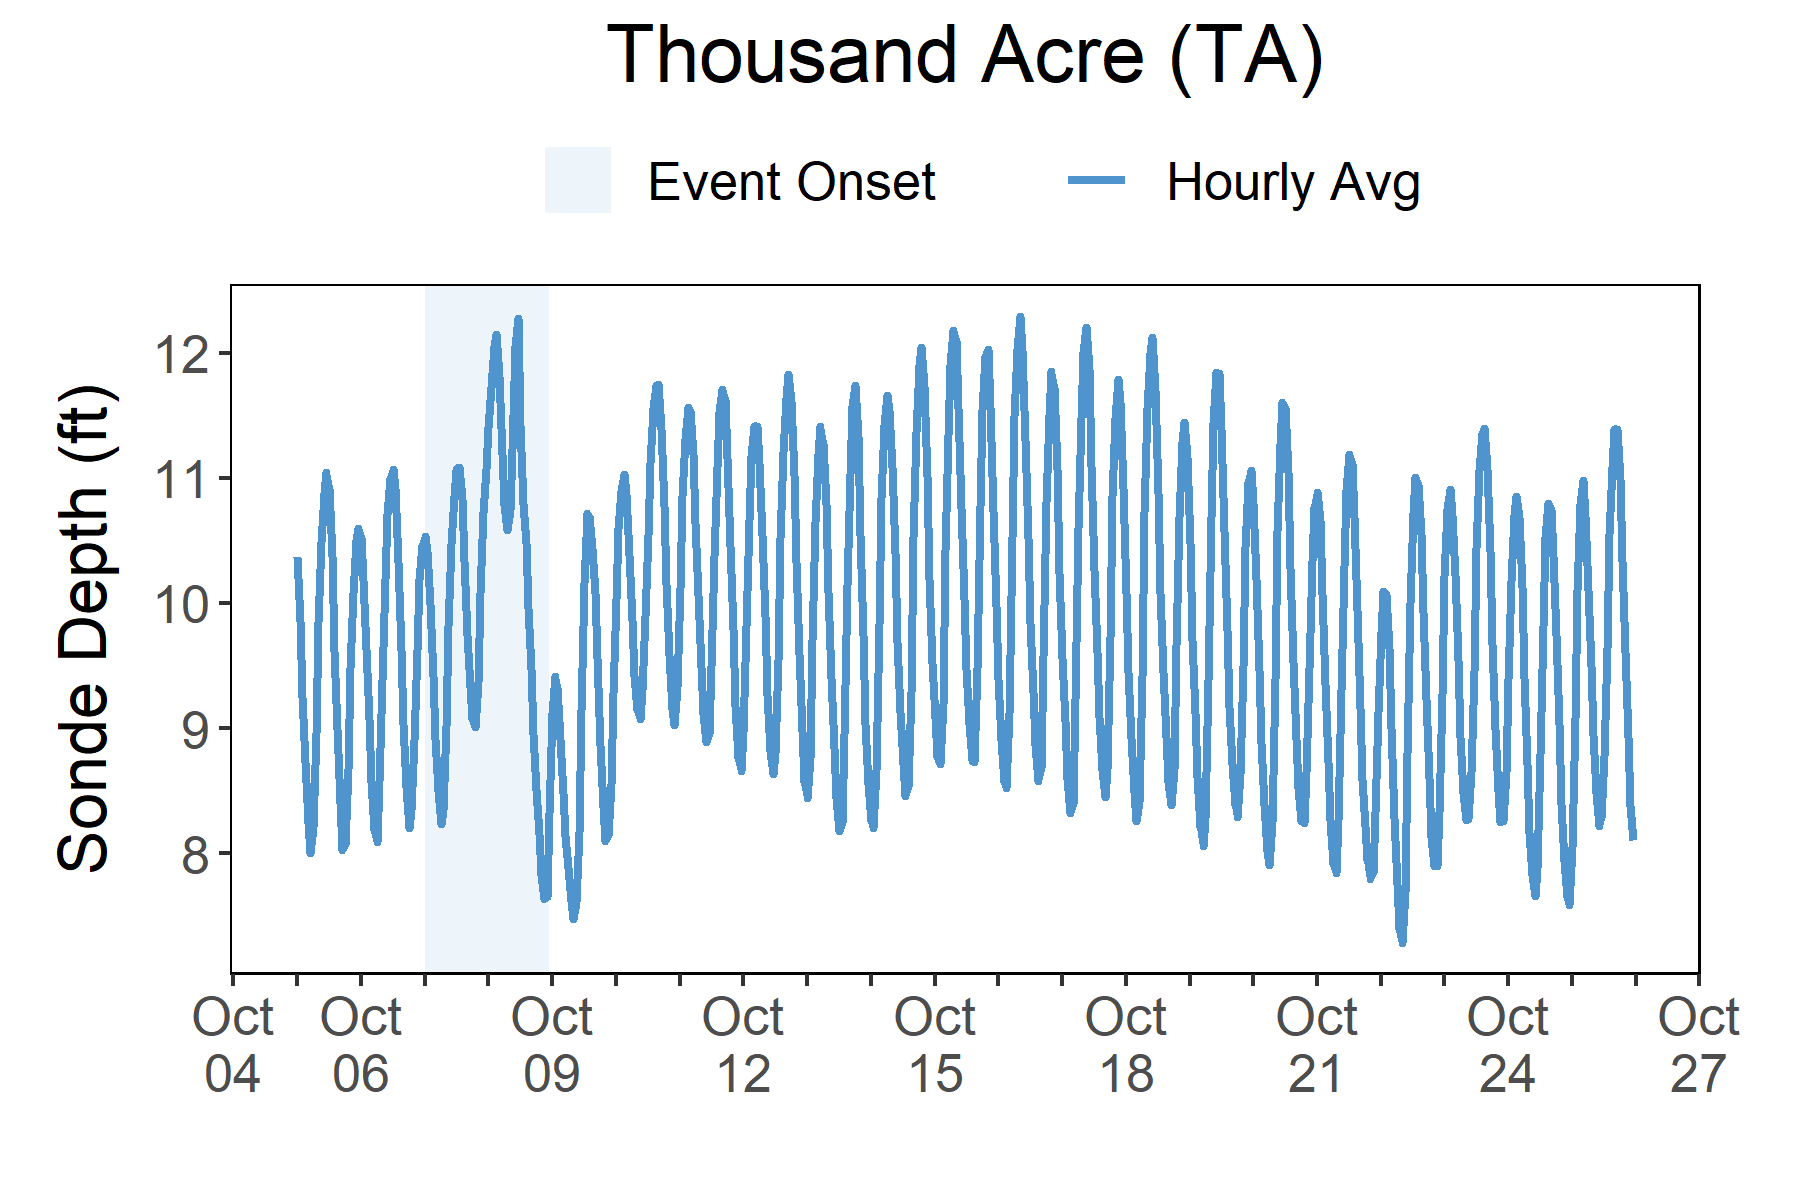 Thousand Acre (TA)
Event Onset Hourly Avg
Sonde Depth (ft)
12
11
10
9
8
Oct Oct Oct Oct Oct Oct Oct Oct Oct
04 06 09 12 15 18 21 24 27